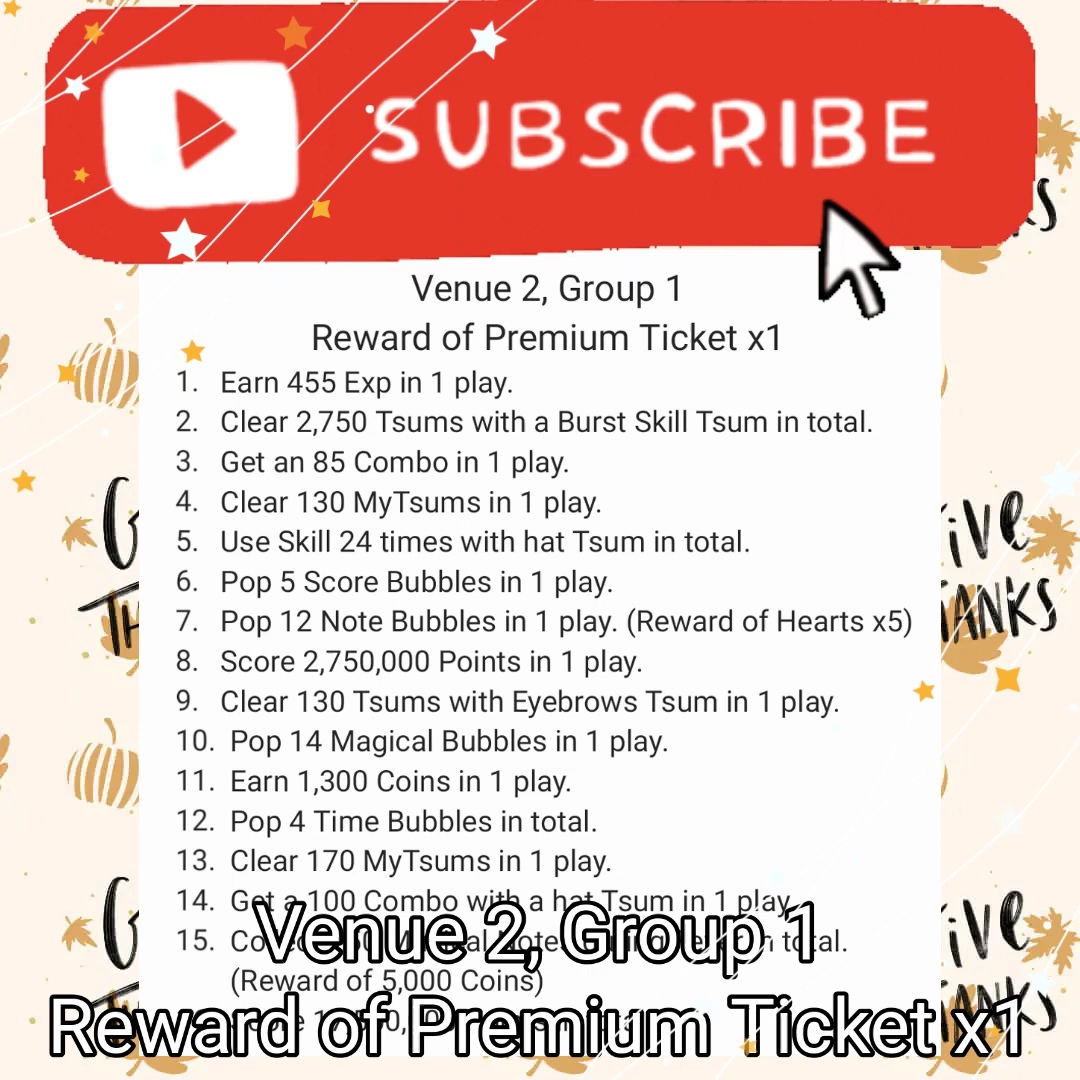 SUBSCRIBE
Venue 2, Group 1
Reward of Premium Ticket x1
1. Earn 455 Exp in 1 play.
2. Clear 2,750 Tsums with a Burst Skill Tsum in total.
3. Get an 85 Combo in 1 play.
4. Clear 130 MyTsums in 1 play.
5. Use Skill 24 times with hat Tsum in total.
6. Pop 5 Score Bubbles in 1 play.
7. Pop 12 Note Bubbles in 1 play. (Reward of Hearts x5)
8. Score 2,750,000 Points in 1 play.
9. Clear 130 Tsums with Eyebrows Tsum in 1 play.
10. Pop 14 Magical Bubbles in 1 play.
11. Earn 1,300 Coins in 1 play.
12. Pop 4 Time Bubbles in total.
13. Clear 170 MyTsums in 1 play.
14. Get a 100 Combo with a hat Tsum in 1 play.
15. total.
(Reward of 5,000 Coins)
Venue 2, Group 1
Reward of Premium Ticket x1
ive
THANKS